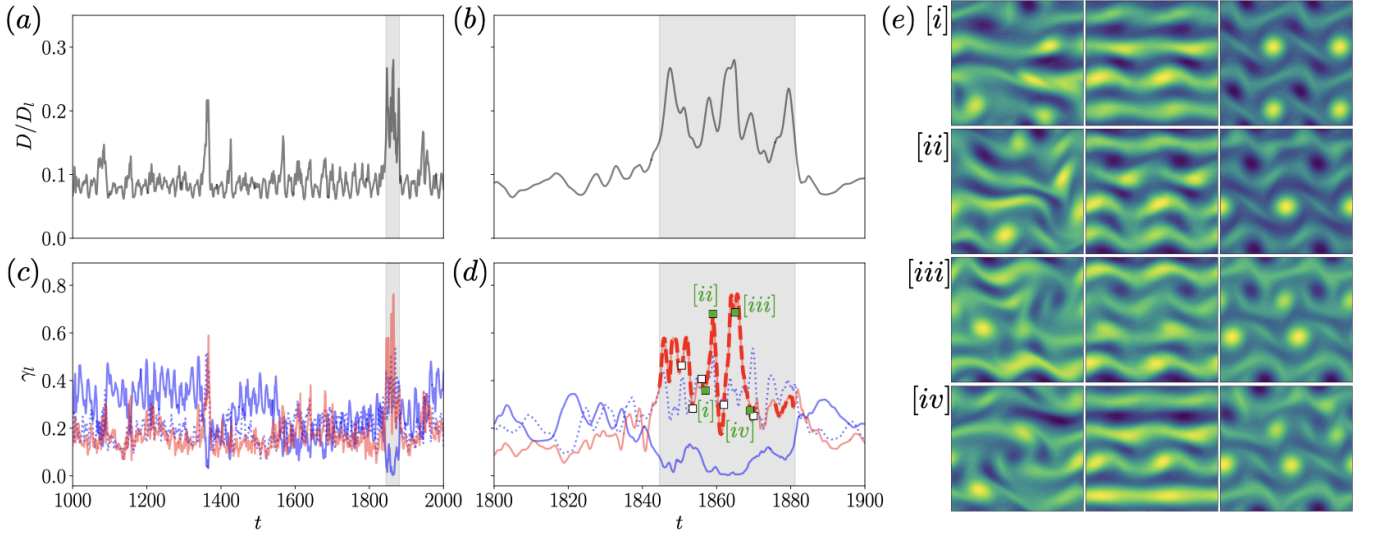 (a)
(b)
(e) [i]
0.3
0.2
0.1
0.0
D/D_l
[ii]
(c)
(d)
0.8
0.6
0.4
0.2
0.0
γ_l
[ii]
[iii]
[i]
[iv]
[iii]
[iv]
1000 1200 1400 1600 1800 2000
t
1800 1820 1840 1860 1880 1900
t